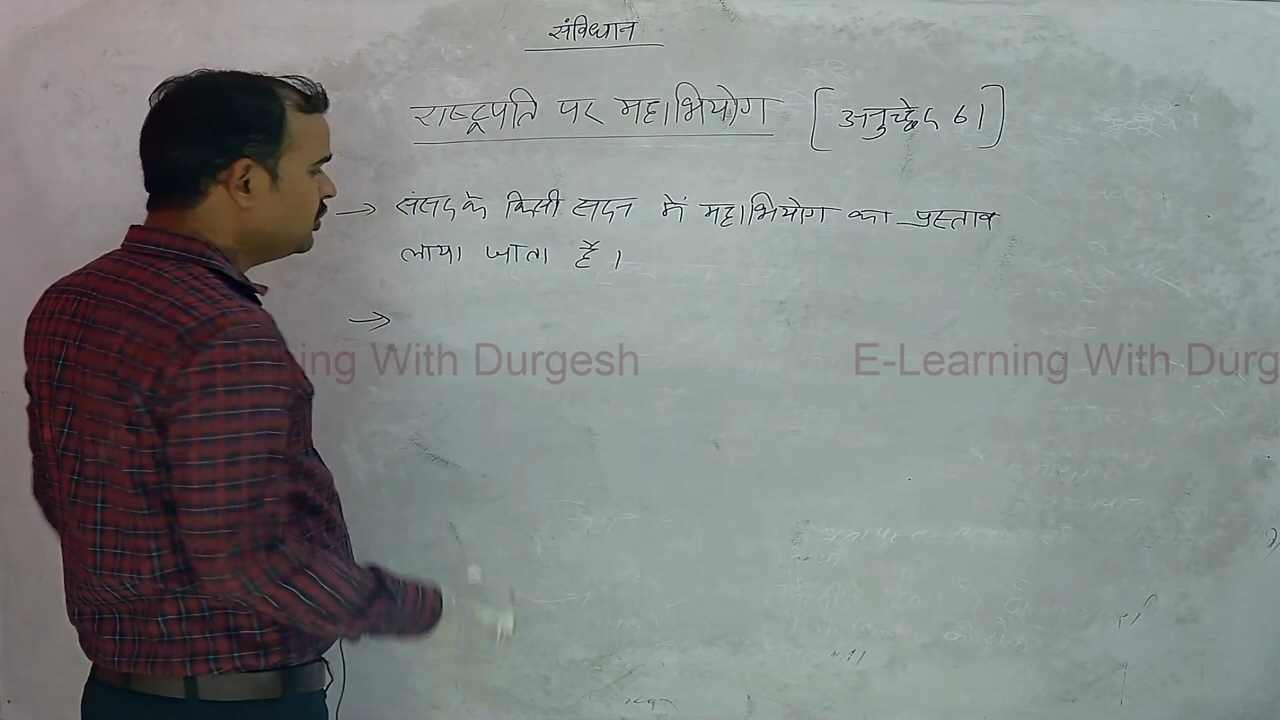 संविधान
राष्ट्रपति पर महाभियोग [अनुच्छेद 61]
→ संसद के किसी सदन में महाभियोग का प्रस्ताव
लाया जाता है।
→
ing With Durgesh E-Learning With Durg